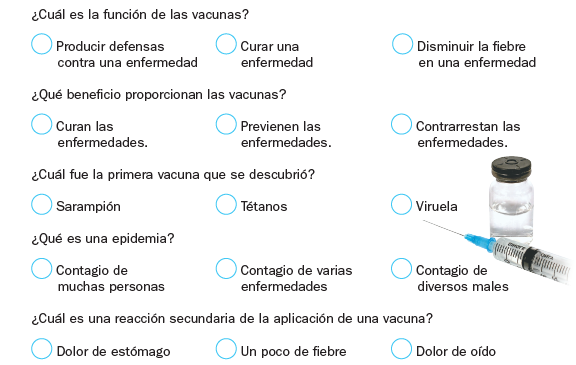 ¿Cuál es la función de las vacunas?
Producir defensas contra una enfermedad
Curar una enfermedad
Disminuir la fiebre en una enfermedad
¿Qué beneficio proporcionan las vacunas?
Curan las enfermedades.
Previenen las enfermedades.
Contrarrestan las enfermedades.
¿Cuál fue la primera vacuna que se descubrió?
Sarampión
Tétanos
Viruela
¿Qué es una epidemia?
Contagio de muchas personas
Contagio de varias enfermedades
Contagio de diversos males
¿Cuál es una reacción secundaria de la aplicación de una vacuna?
Dolor de estómago
Un poco de fiebre
Dolor de oído